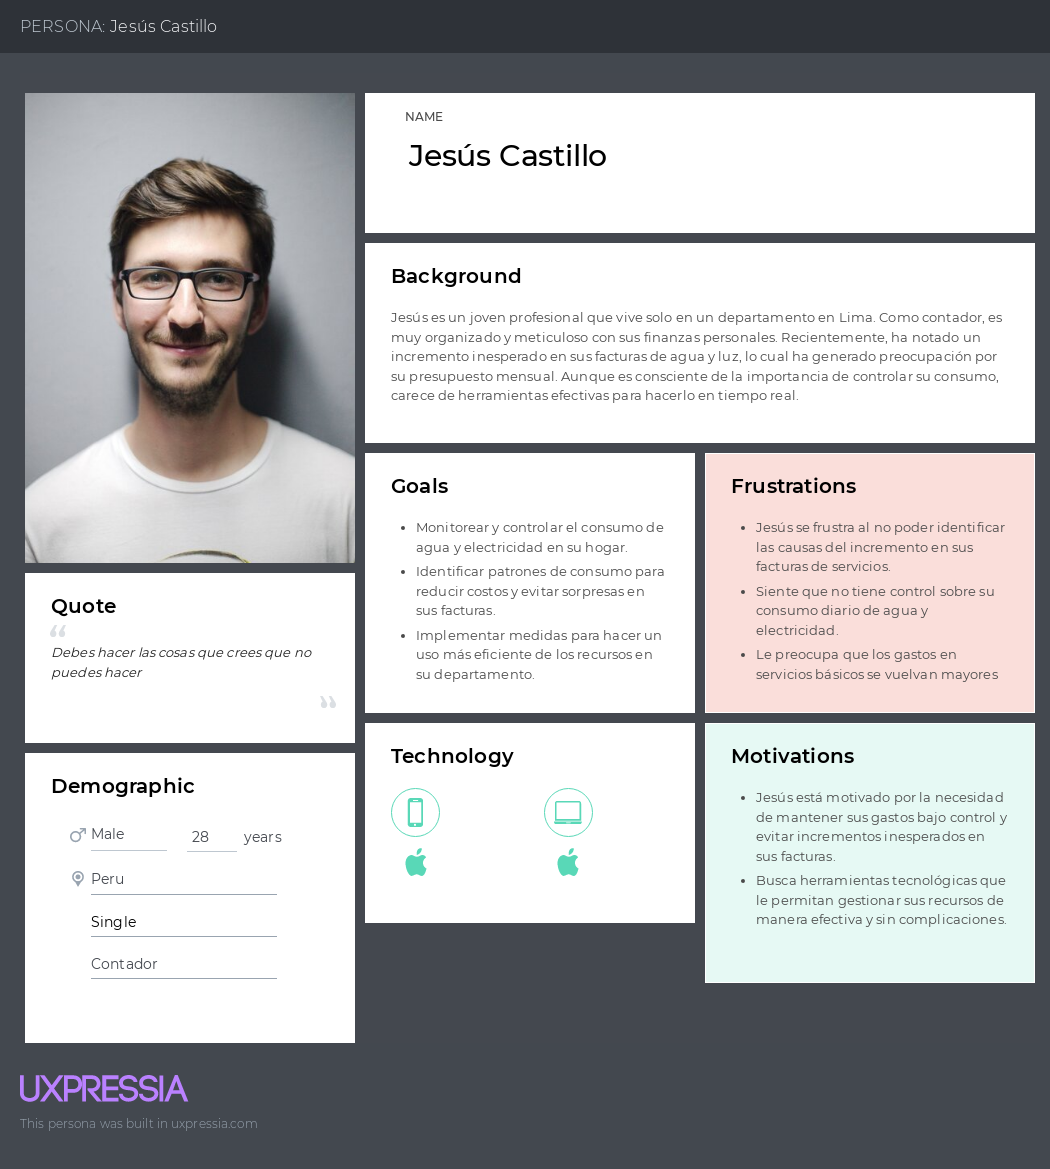 PERSONA: Jesús Castillo
NAME
Jesús Castillo
Background
Jesús es un joven profesional que vive solo en un departamento en Lima. Como contador, es
muy organizado y meticuloso con sus finanzas personales. Recientemente, ha notado un
incremento inesperado en sus facturas de agua y luz, lo cual ha generado preocupación por
su presupuesto mensual. Aunque es consciente de la importancia de controlar su consumo,
carece de herramientas efectivas para hacerlo en tiempo real.
Goals
• Monitorear y controlar el consumo de
agua y electricidad en su hogar.
• Identificar patrones de consumo para
reducir costos y evitar sorpresas en
sus facturas.
• Implementar medidas para hacer un
uso más eficiente de los recursos en
su departamento.
Frustrations
• Jesús se frustra al no poder identificar
las causas del incremento en sus
facturas de servicios.
• Siente que no tiene control sobre su
consumo diario de agua y
electricidad.
• Le preocupa que los gastos en
servicios básicos se vuelvan mayores
Quote
“
Debes hacer las cosas que crees que no
puedes hacer
”
Demographic
Male 28 years
Peru
Single
Contador
Technology
Motivations
• Jesús está motivado por la necesidad
de mantener sus gastos bajo control y
evitar incrementos inesperados en
sus facturas.
• Busca herramientas tecnológicas que
le permitan gestionar sus recursos de
manera efectiva y sin complicaciones.
UXPRESSIA
This persona was built in uxpressia.com